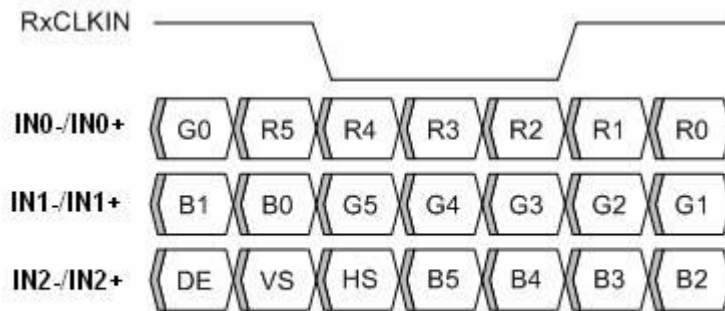 RxCLKIN
IN0-/IN0+ G0 R5 R4 R3 R2 R1 R0
IN1-/IN1+ B1 B0 G5 G4 G3 G2 G1
IN2-/IN2+ DE VS HS B5 B4 B3 B2